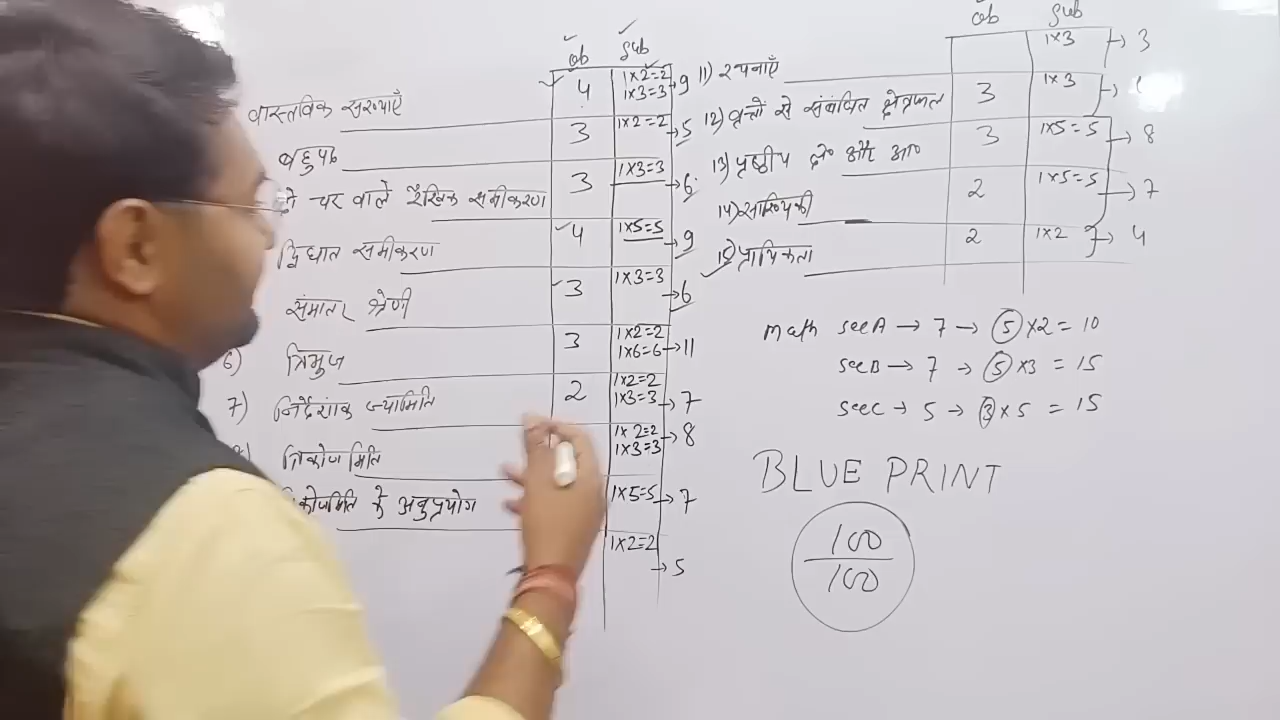 ob sub
वास्तविक संख्याएँ 4 1×2=2 1×3=3 → 9
बहुपद 3 1×2=2 → 5
दो चर वाले रैखिक समीकरण 3 1×3=3 → 6
द्विघात समीकरण 4 1×5=5 → 9
समांतर श्रेणी 3 1×3=3 → 6
6) त्रिभुज 3 1×2=2 1×6=6 → 11
7) निर्देशांक ज्यामिति 2 1×2=2 1×3=3 → 7
त्रिकोणमिति 1×2=2 1×3=3 → 8
कोणमिति के अनुप्रयोग 1×5=5 → 7
1×2=2 → 5
ob sub
11) रचनाएँ 1×3 → 3
12) वृत्तों से संबंधित क्षेत्रफल 3 1×3 →
13) पृष्ठीय क्षे० और आ० 3 1×5=5 → 8
14) सांख्यिकी 2 1×5=5 → 7
15) प्रायिकता 2 1×2 → 4
Math secA → 7 → 5×2 = 10
secB → 7 → 5×3 = 15
secC → 5 → 3×5 = 15
BLUE PRINT
100
100